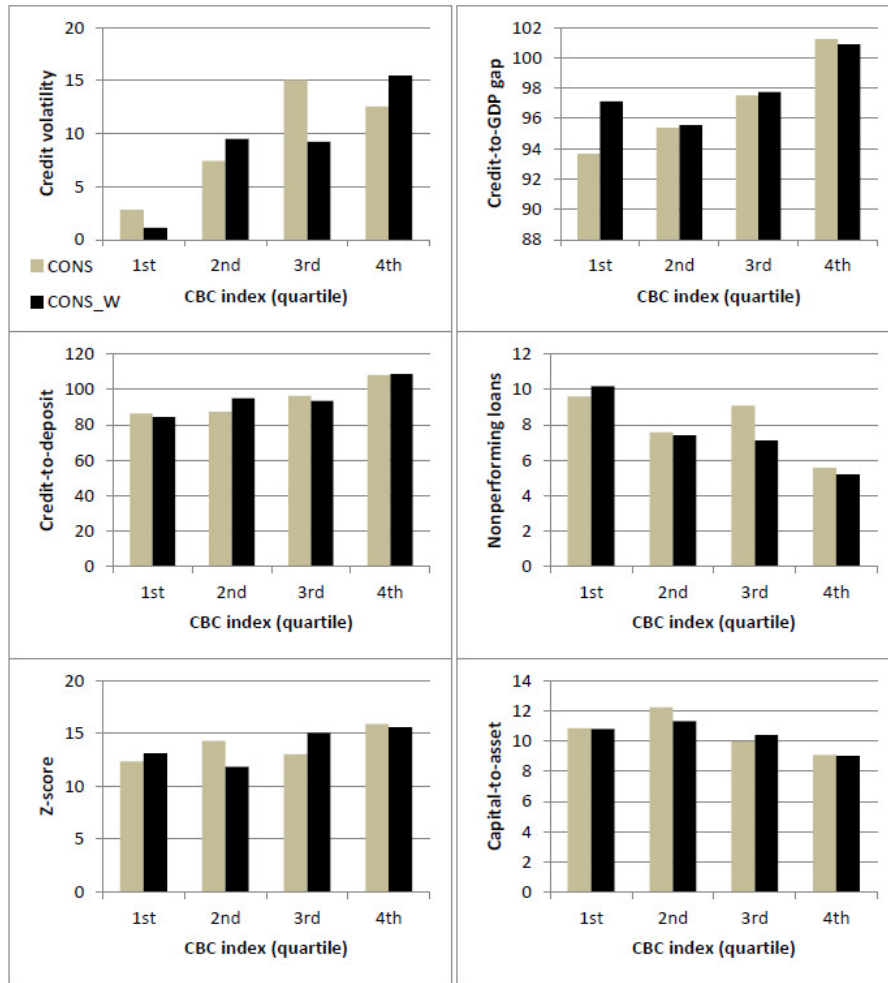 Credit volatility
20
15
10
5
0
1st 2nd 3rd 4th
CBC index (quartile)
CONS
CONS_W
Credit-to-GDP gap
102
100
98
96
94
92
90
88
1st 2nd 3rd 4th
CBC index (quartile)
Credit-to-deposit
120
100
80
60
40
20
0
1st 2nd 3rd 4th
CBC index (quartile)
Nonperforming loans
12
10
8
6
4
2
0
1st 2nd 3rd 4th
CBC index (quartile)
Z-score
20
15
10
5
0
1st 2nd 3rd 4th
CBC index (quartile)
Capital-to-asset
14
12
10
8
6
4
2
0
1st 2nd 3rd 4th
CBC index (quartile)